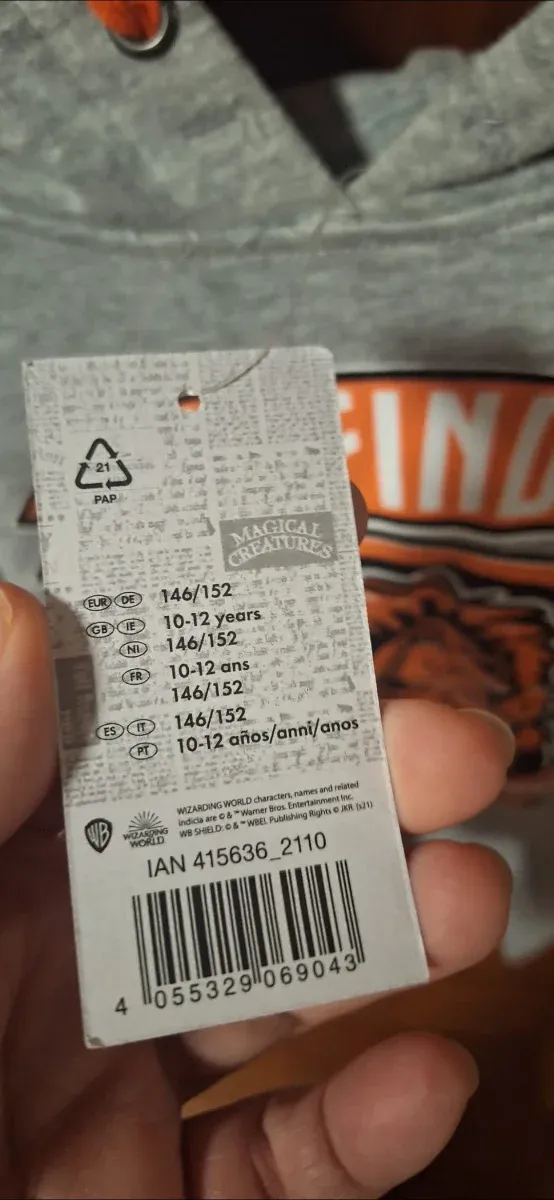 FIND
21
PAP
MAGICAL
CREATURES
EUR DE 146/152
GB IE 10-12 years
NI 146/152
FR 10-12 ans
146/152
ES IT 146/152
PT 10-12 años/anni/anos
WIZARDING WORLD characters, names and related
indicia are © & ™ Warner Bros. Entertainment Inc.
WB SHIELD: © & ™ WBEI. Publishing Rights © JKR. (s21)
WB
WIZARDING
WORLD
IAN 415636_2110
4 055329 069043